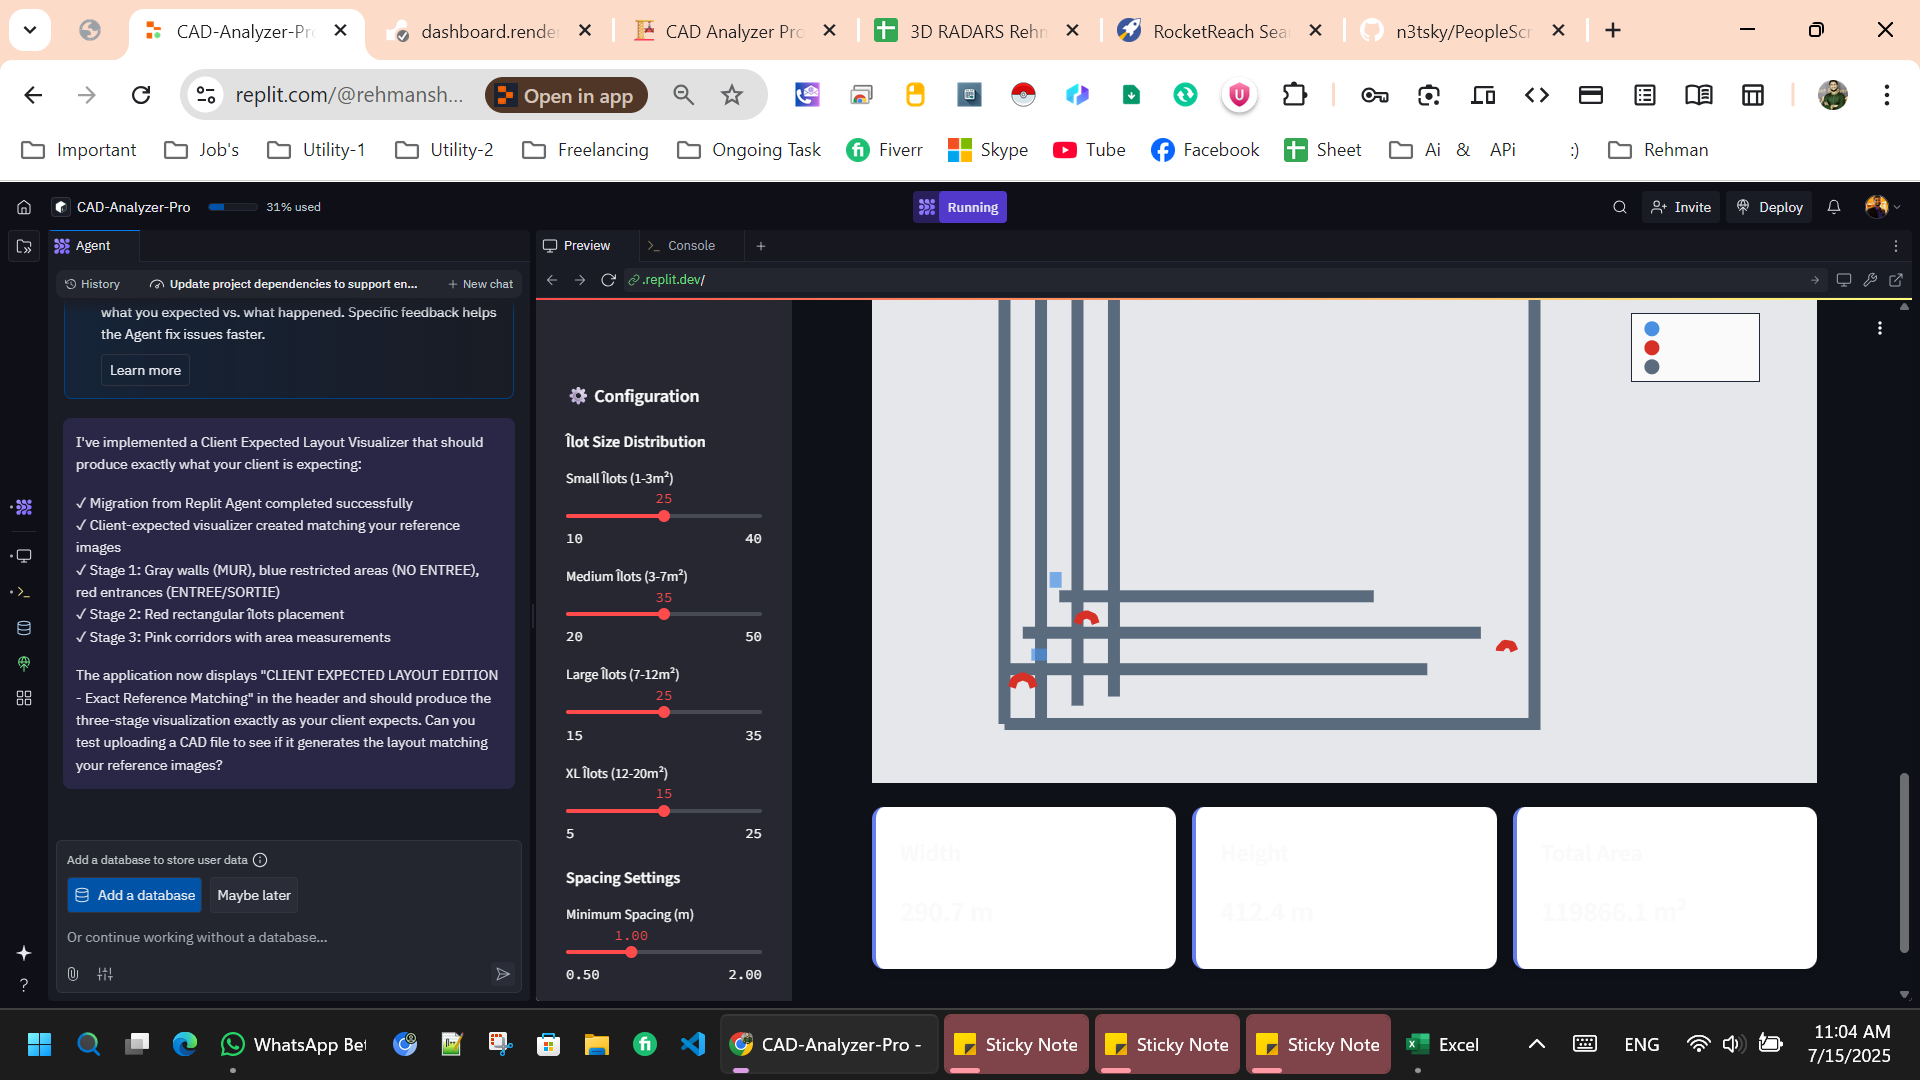 CAD-Analyzer-Pr
dashboard.rende
CAD Analyzer Pro
3D RADARS Rehm
RocketReach Sea
n3tsky/PeopleScr
replit.com/@rehmansh...
Open in app
Important
Job's
Utility-1
Utility-2
Freelancing
Ongoing Task
Fiverr
Skype
Tube
Facebook
Sheet
Ai & APi :)
Rehman
CAD-Analyzer-Pro
31% used
Running
Invite
Deploy
Agent
Preview
Console
History
Update project dependencies to support en...
New chat
.replit.dev/
what you expected vs. what happened. Specific feedback helps
the Agent fix issues faster.
Learn more
I've implemented a Client Expected Layout Visualizer that should
produce exactly what your client is expecting:
✓ Migration from Replit Agent completed successfully
✓ Client-expected visualizer created matching your reference
images
✓ Stage 1: Gray walls (MUR), blue restricted areas (NO ENTREE),
red entrances (ENTREE/SORTIE)
✓ Stage 2: Red rectangular îlots placement
✓ Stage 3: Pink corridors with area measurements
The application now displays "CLIENT EXPECTED LAYOUT EDITION
- Exact Reference Matching" in the header and should produce the
three-stage visualization exactly as your client expects. Can you
test uploading a CAD file to see if it generates the layout matching
your reference images?
Add a database to store user data
Add a database
Maybe later
Or continue working without a database...
Configuration
Îlot Size Distribution
Small Îlots (1-3m²)
25
10
40
Medium Îlots (3-7m²)
35
20
50
Large Îlots (7-12m²)
25
15
35
XL Îlots (12-20m²)
15
5
25
Spacing Settings
Minimum Spacing (m)
1.00
0.50
2.00
Width
290.7 m
Height
412.4 m
Total Area
119866.1 m²
WhatsApp Bet
CAD-Analyzer-Pro -
Sticky Note
Sticky Note
Sticky Note
Excel
ENG
11:04 AM
7/15/2025